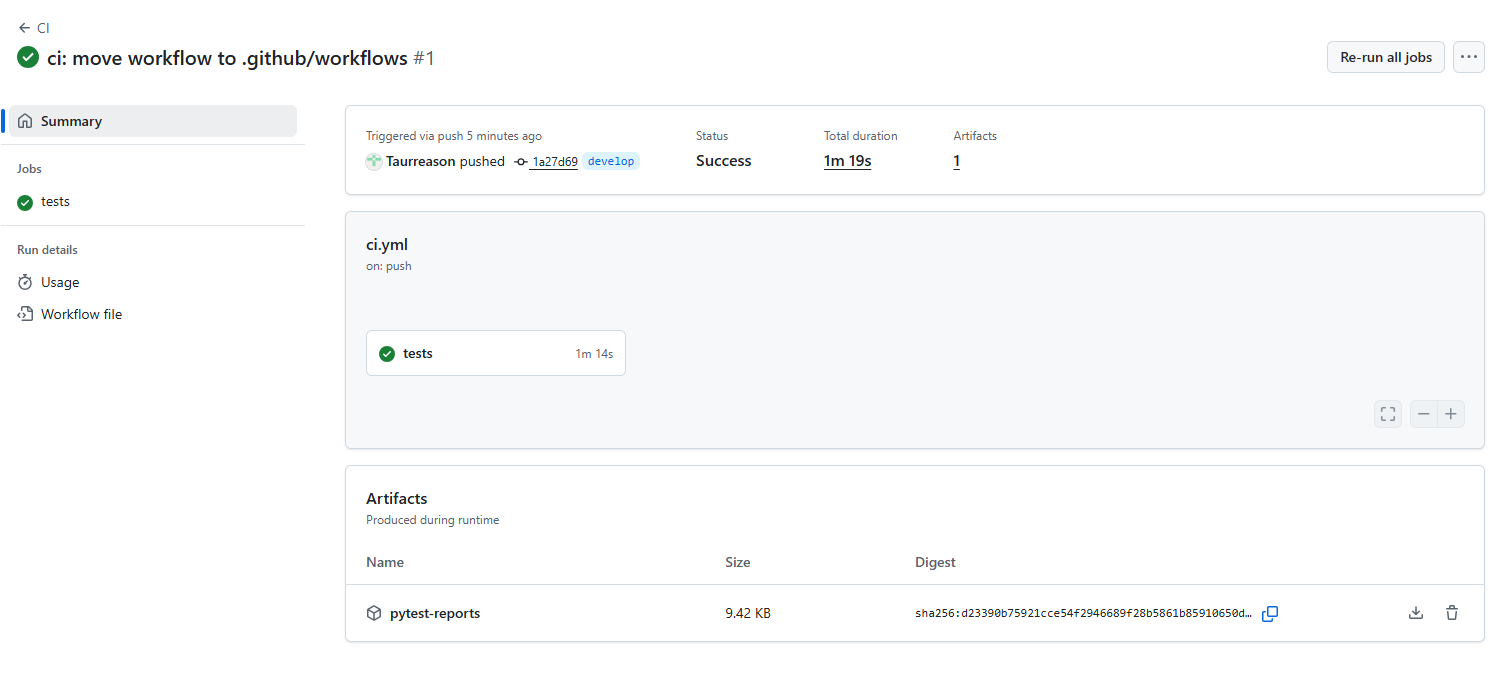 CI
ci: move workflow to .github/workflows #1
Re-run all jobs
Summary
Jobs
tests
Run details
Usage
Workflow file
Triggered via push 5 minutes ago
Taurreason pushed 1a27d69 develop
Status
Success
Total duration
1m 19s
Artifacts
1
ci.yml
on: push
tests 1m 14s
Artifacts
Produced during runtime
Name Size Digest
pytest-reports 9.42 KB sha256:d23390b75921cce54f2946689f28b5861b85910650d…